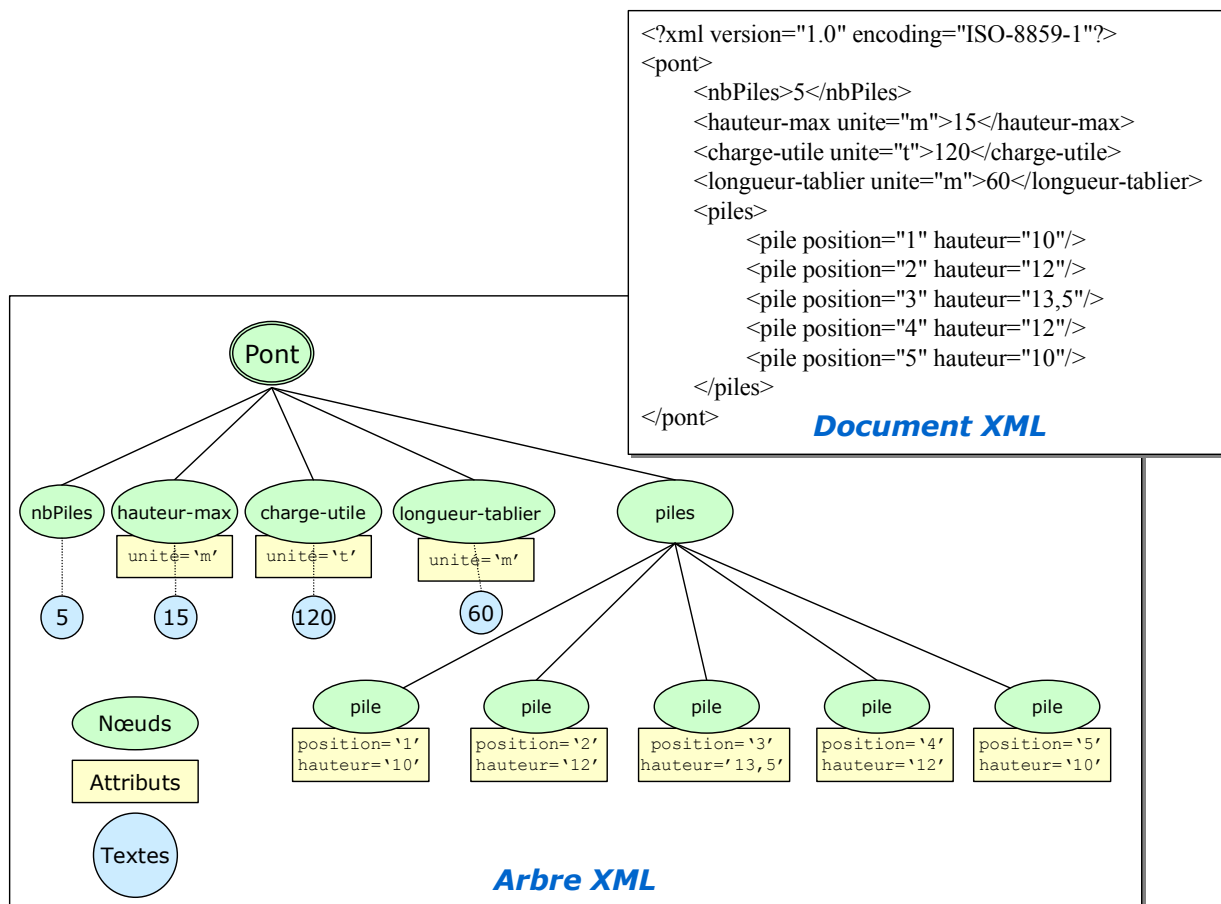 <?xml version="1.0" encoding="ISO-8859-1"?>
<pont>
<nbPiles>5</nbPiles>
<hauteur-max unite="m">15</hauteur-max>
<charge-utile unite="t">120</charge-utile>
<longueur-tablier unite="m">60</longueur-tablier>
<piles>
<pile position="1" hauteur="10"/>
<pile position="2" hauteur="12"/>
<pile position="3" hauteur="13,5"/>
<pile position="4" hauteur="12"/>
<pile position="5" hauteur="10"/>
</piles>
</pont>
Document XML
Pont
nbPiles
hauteur-max
charge-utile
longueur-tablier
piles
unité=‘m’
unité=‘t’
unité=‘m’
5
15
120
60
pile
pile
pile
pile
pile
position=‘1’
hauteur=‘10’
position=‘2’
hauteur=‘12’
position=‘3’
hauteur=’13,5’
position=‘4’
hauteur=‘12’
position=‘5’
hauteur=‘10’
Nœuds
Attributs
Textes
Arbre XML